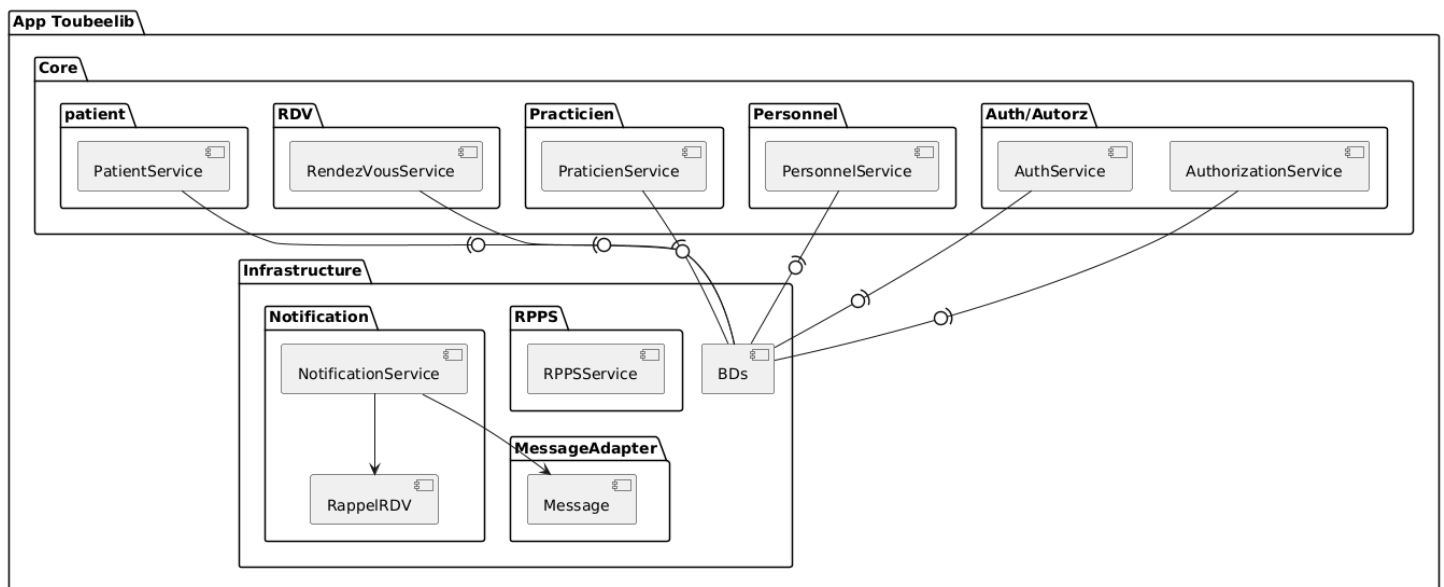 App Toubeelib
Core
patient
RDV
Practicien
Personnel
Auth/Autorz
PatientService
RendezVousService
PraticienService
PersonnelService
AuthService
AuthorizationService
Infrastructure
Notification
RPPS
NotificationService
RPPSService
BDs
MessageAdapter
RappelRDV
Message